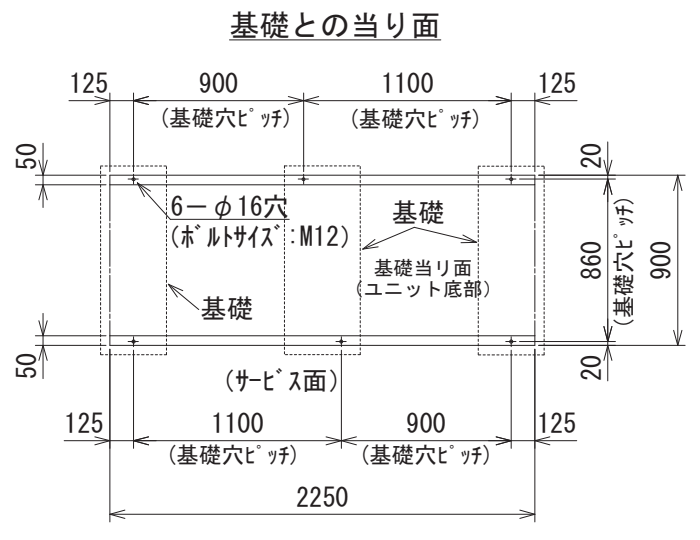 基礎との当り面
125 900 1100 125
(基礎穴ﾋﾟｯﾁ) (基礎穴ﾋﾟｯﾁ)
50
20
6－φ16穴
(ﾎﾞﾙﾄサイズ:M12)
基礎
基礎当り面
(ユニット底部)
基礎
860
(基礎穴ﾋﾟｯﾁ)
900
50
20
(ｻｰﾋﾞｽ面)
125 1100 900 125
(基礎穴ﾋﾟｯﾁ) (基礎穴ﾋﾟｯﾁ)
2250